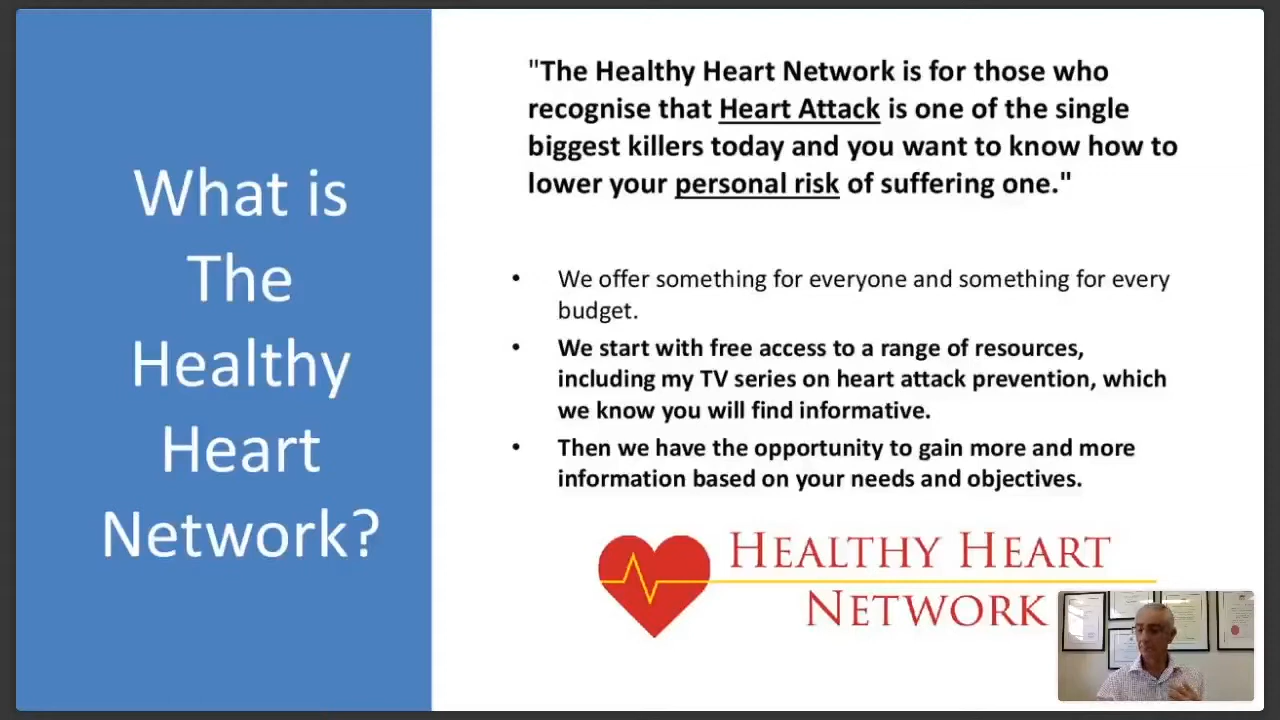 What is
The
Healthy
Heart
Network?
"The Healthy Heart Network is for those who
recognise that Heart Attack is one of the single
biggest killers today and you want to know how to
lower your personal risk of suffering one."
• We offer something for everyone and something for every
budget.
• We start with free access to a range of resources,
including my TV series on heart attack prevention, which
we know you will find informative.
• Then we have the opportunity to gain more and more
information based on your needs and objectives.
HEALTHY HEART
NETWORK